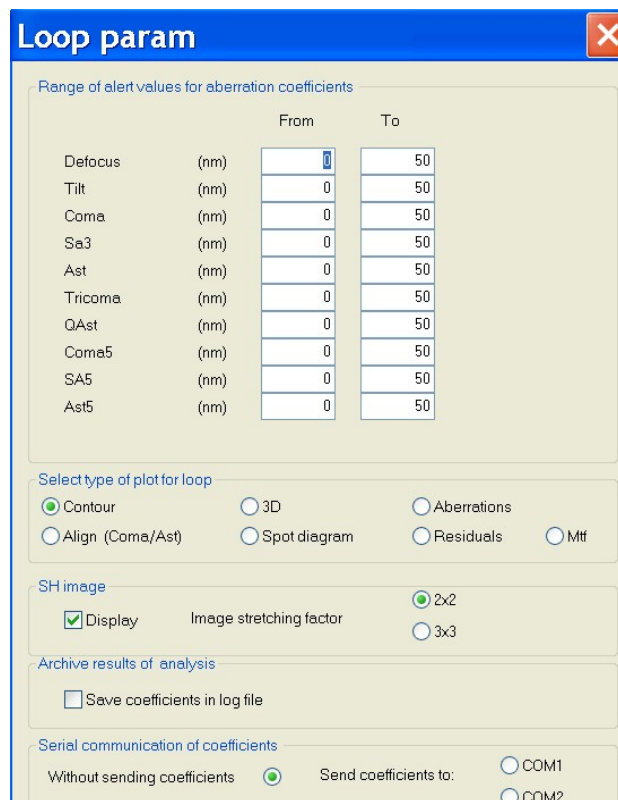 Loop param
Range of alert values for aberration coefficients
From To
Defocus (nm) 0 50
Tilt (nm) 0 50
Coma (nm) 0 50
Sa3 (nm) 0 50
Ast (nm) 0 50
Tricoma (nm) 0 50
QAst (nm) 0 50
Coma5 (nm) 0 50
SA5 (nm) 0 50
Ast5 (nm) 0 50
Select type of plot for loop
Contour 3D Aberrations
Align (Coma/Ast) Spot diagram Residuals Mtf
SH image
Display Image stretching factor 2x2
3x3
Archive results of analysis
Save coefficients in log file
Serial communication of coefficients
Without sending coefficients Send coefficients to: COM1
COM2